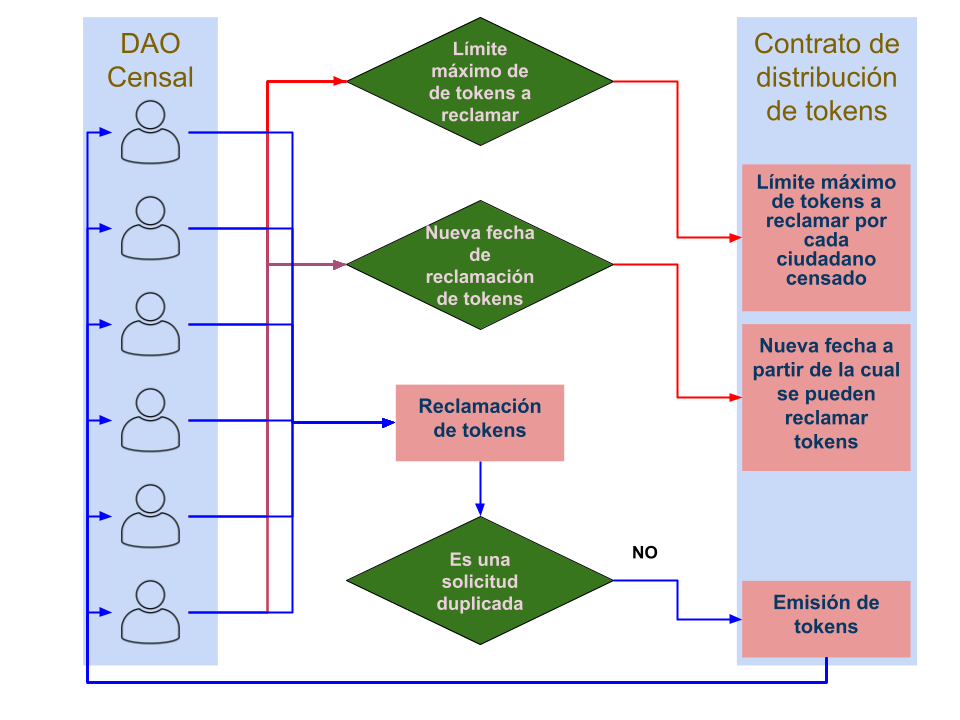 DAO
Censal
Límite
máximo de
de tokens a
reclamar
Nueva fecha
de
reclamación
de tokens
Reclamación
de tokens
Es una
solicitud
duplicada
NO
Contrato de
distribución
de tokens
Límite máximo
de tokens a
reclamar por
cada
ciudadano
censado
Nueva fecha a
partir de la cual
se pueden
reclamar
tokens
Emisión de
tokens